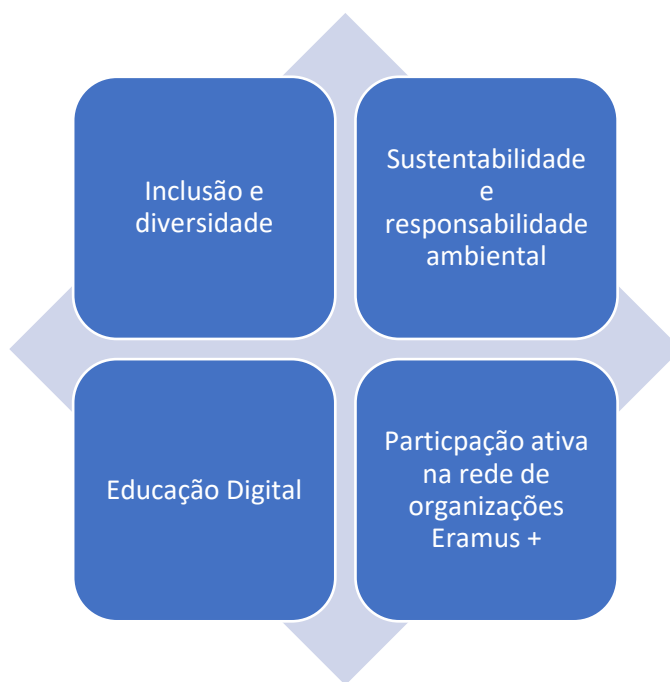 Inclusão e
diversidade
Sustentabilidade
e
responsabilidade
ambiental
Educação Digital
Particpação ativa
na rede de
organizações
Eramus +